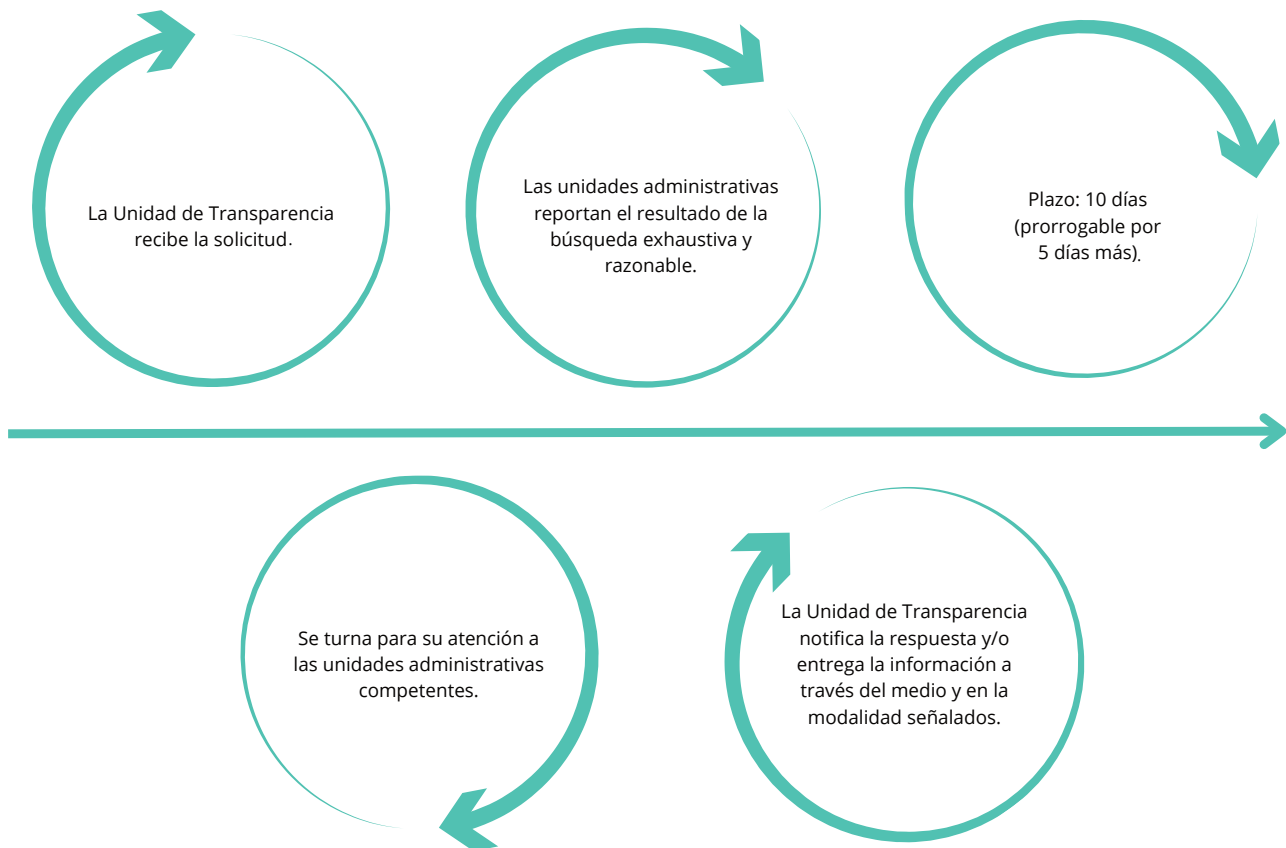 La Unidad de Transparencia
recibe la solicitud.
Las unidades administrativas
reportan el resultado de la
búsqueda exhaustiva y
razonable.
Plazo: 10 días
(prorrogable por
5 días más).
Se turna para su atención a
las unidades administrativas
competentes.
La Unidad de Transparencia
notifica la respuesta y/o
entrega la información a
través del medio y en la
modalidad señalados.